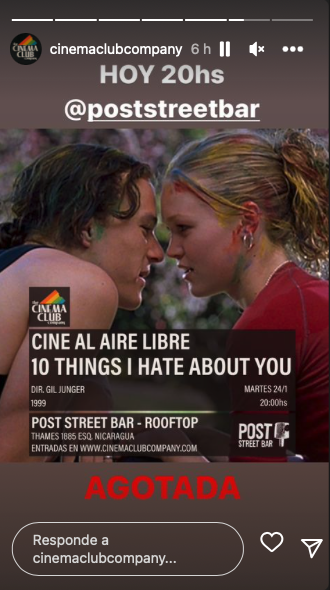 cinemaclubcompany 6 h
HOY 20hs
@poststreetbar
the
CINEMA
CLUB
company
CINE AL AIRE LIBRE
10 THINGS I HATE ABOUT YOU
DIR. GIL JUNGER
MARTES 24/1
1999
20:00hs
POST STREET BAR - ROOFTOP
THAMES 1885 ESQ. NICARAGUA
ENTRADAS EN WWW.CINEMACLUBCOMPANY.COM
POST
STREET BAR
AGOTADA
Responde a
cinemaclubcompany...